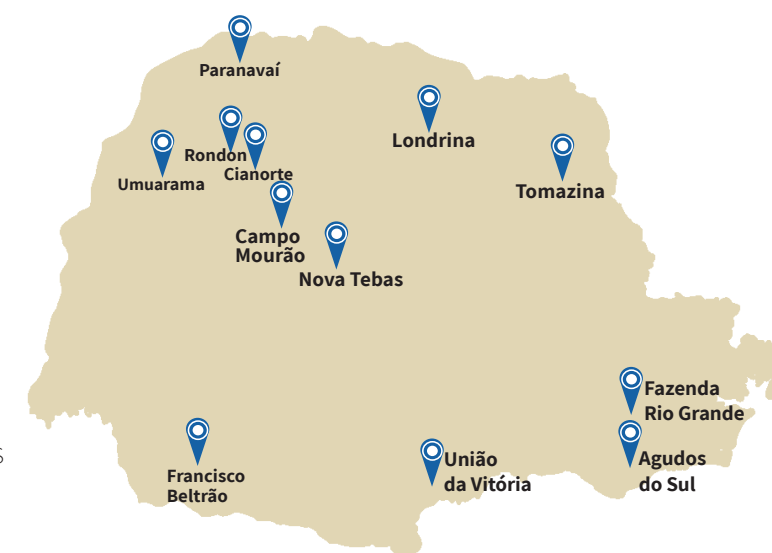 Paranavaí
Londrina
Rondon
Cianorte
Umuarama
Tomazina
Campo
Mourão
Nova Tebas
Fazenda
Rio Grande
União
da Vitória
Agudos
do Sul
Francisco
Beltrão
s